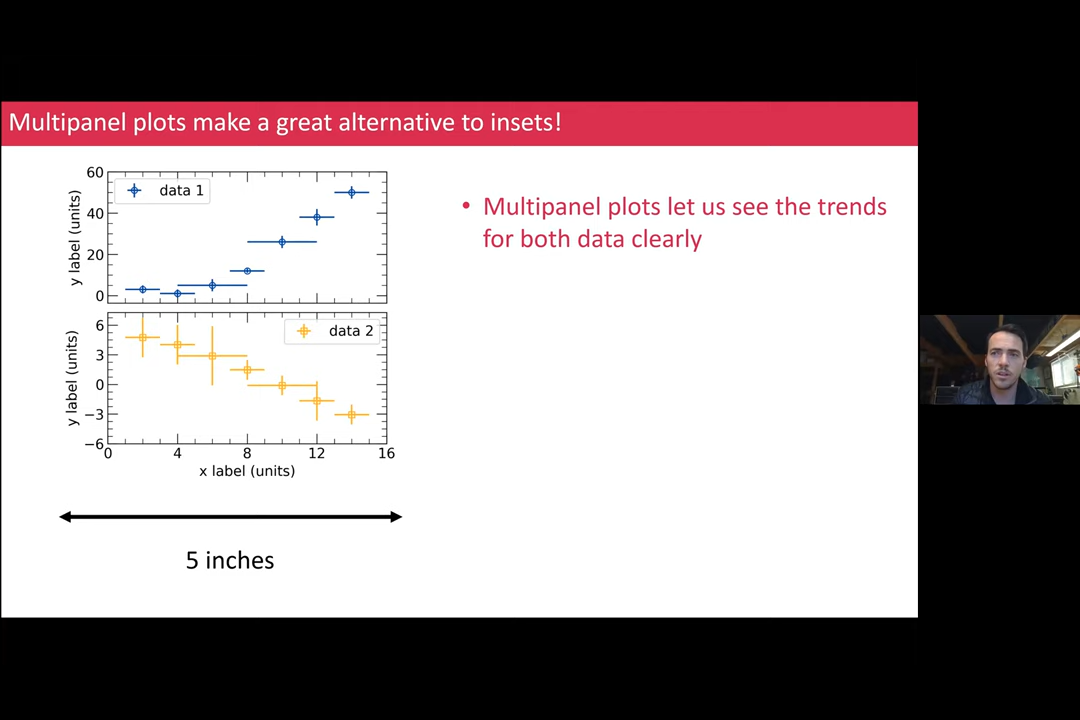 Multipanel plots make a great alternative to insets!
60
40
20
0
y label (units)
data 1
6
3
0
−3
−6
y label (units)
data 2
0 4 8 12 16
x label (units)
5 inches
• Multipanel plots let us see the trends
for both data clearly